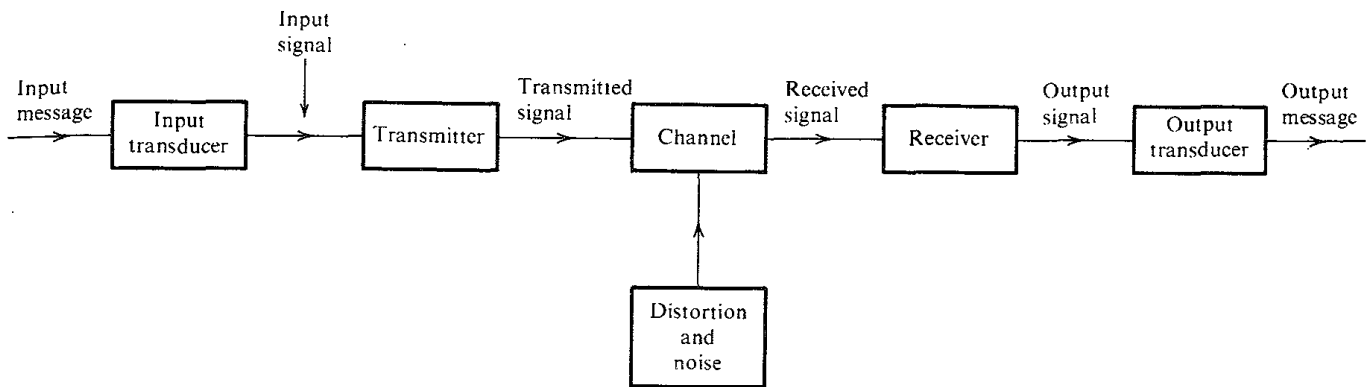 Input
signal
Input
message
Input
transducer
Transmitter
Transmitted
signal
Channel
Received
signal
Receiver
Output
signal
Output
transducer
Output
message
Distortion
and
noise